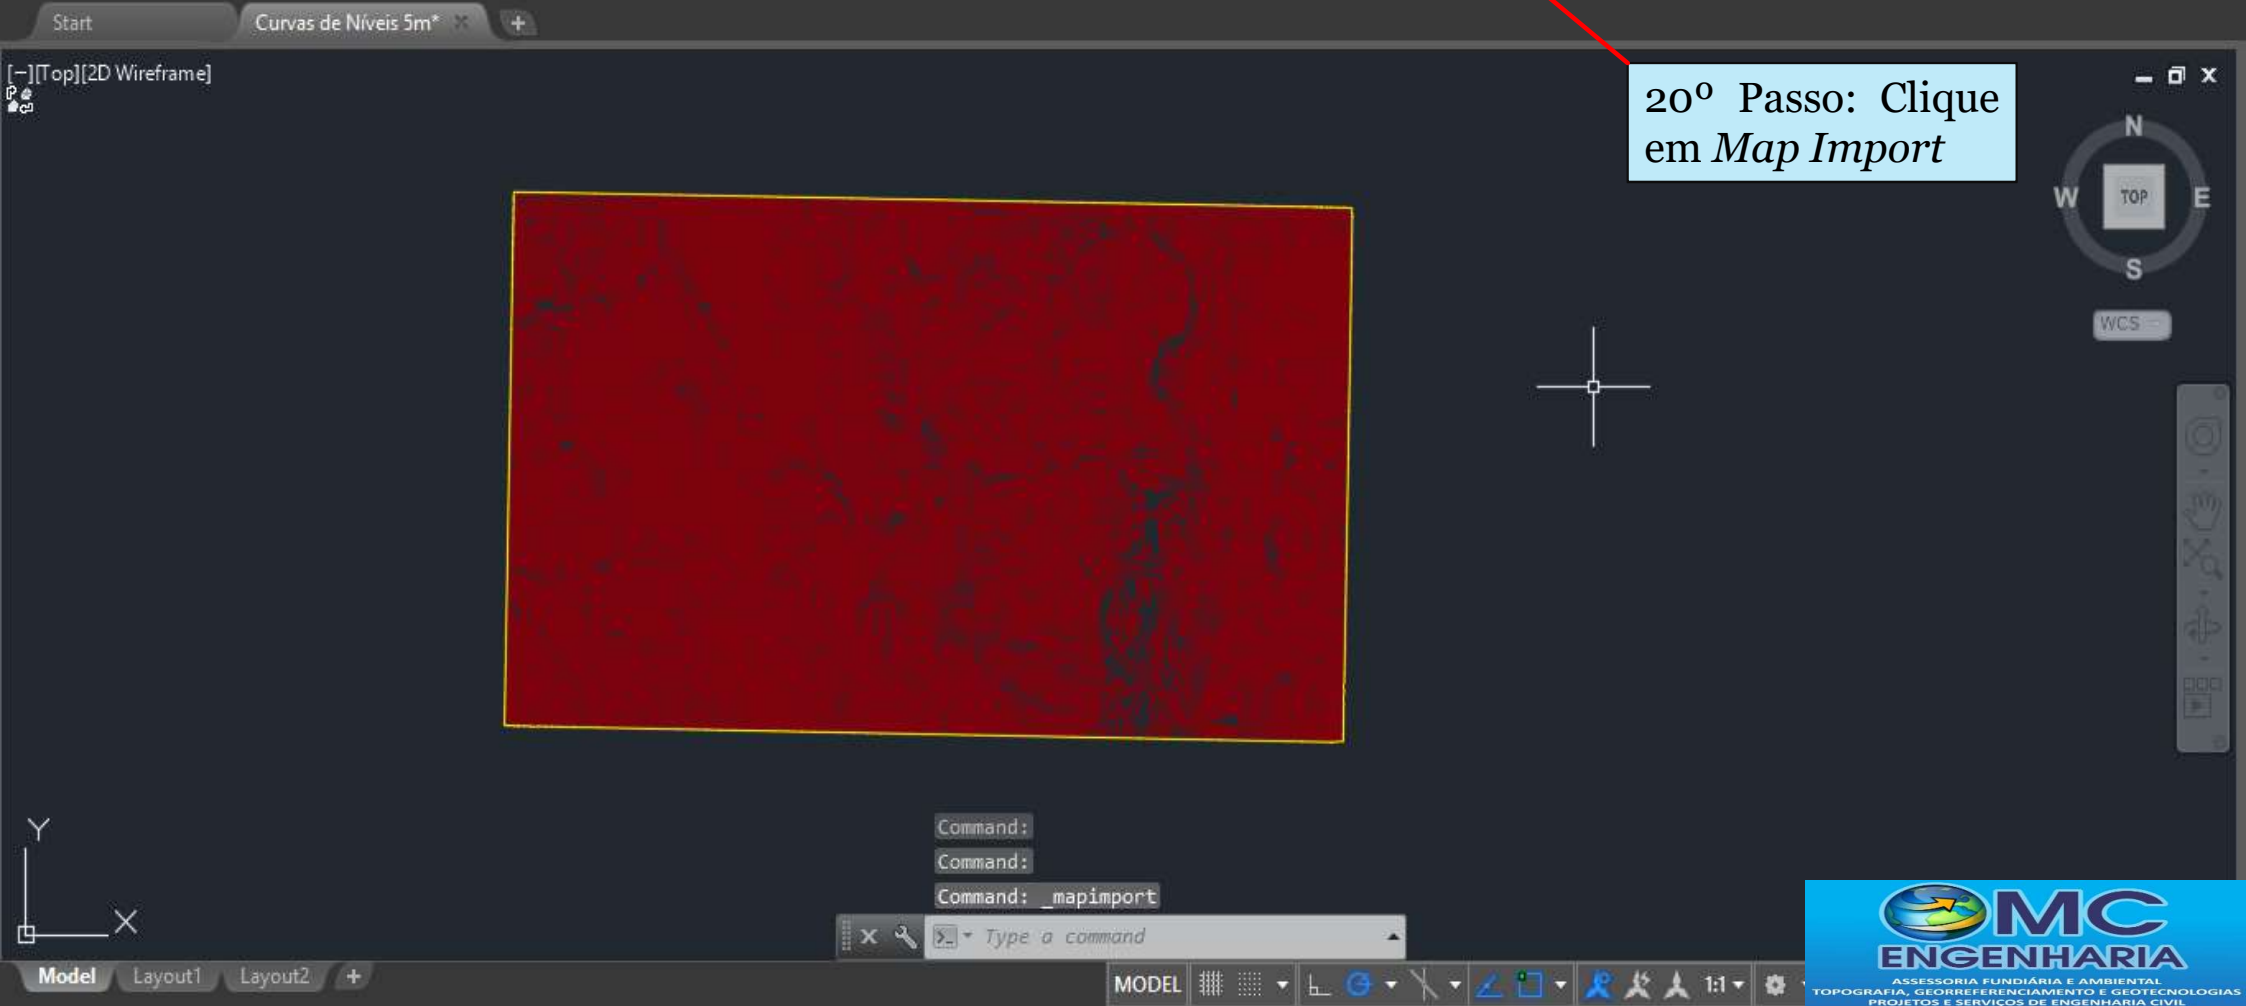 Start
Curvas de Níveis 5m*
[−][Top][2D Wireframe]
20º Passo: Clique
em Map Import
N
W
TOP
E
S
WCS
Y
X
Command:
Command:
Command: _mapimport
Type a command
Model
Layout1
Layout2
MODEL
1:1
MC
ENGENHARIA
ASSESSORIA FUNDIÁRIA E AMBIENTAL
TOPOGRAFIA, GEORREFERENCIAMENTO E GEOTECNOLOGIAS
PROJETOS E SERVIÇOS DE ENGENHARIA CIVIL